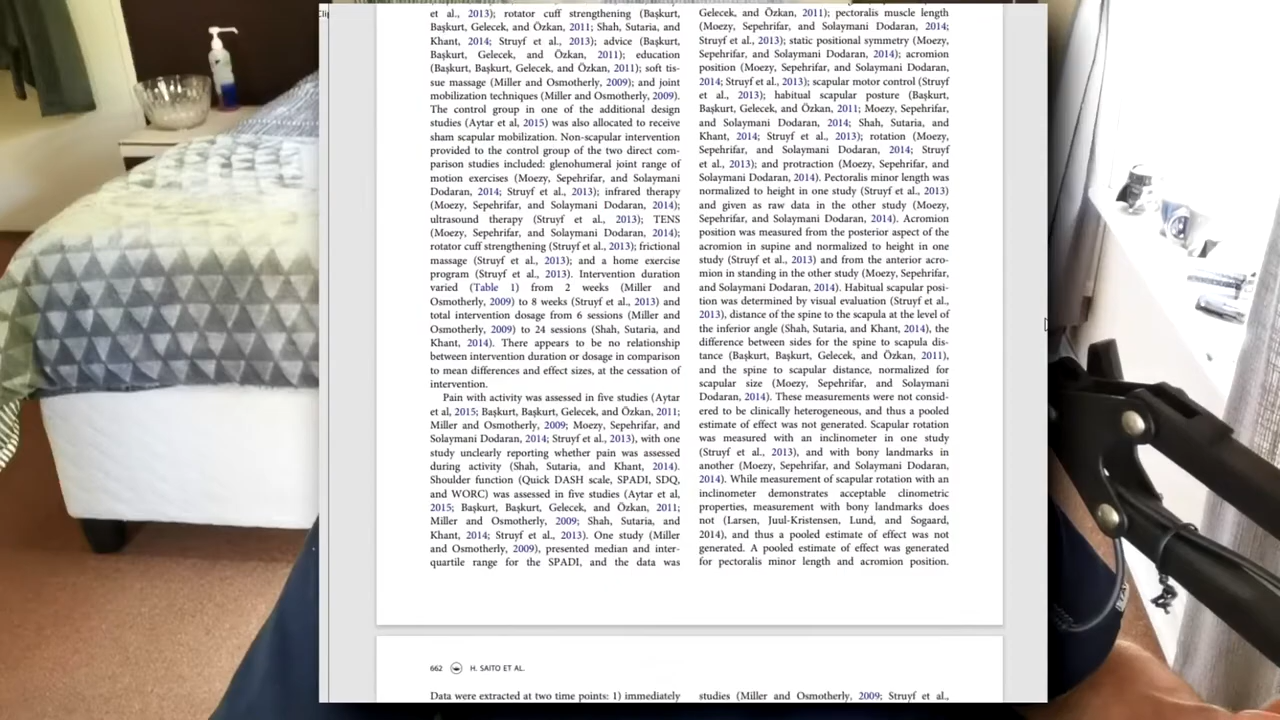 et al., 2013); rotator cuff strengthening (Başkurt,
Başkurt, Gelecek, and Özkan, 2011; Shah, Sutaria, and
Khant, 2014; Struyf et al., 2013); advice (Başkurt,
Başkurt, Gelecek, and Özkan, 2011); education
(Başkurt, Başkurt, Gelecek, and Özkan, 2011); soft tis-
sue massage (Miller and Osmotherly, 2009); and joint
mobilization techniques (Miller and Osmotherly, 2009).
The control group in one of the additional design
studies (Aytar et al, 2015) was also allocated to receive
sham scapular mobilization. Non-scapular intervention
provided to the control group of the two direct com-
parison studies included: glenohumeral joint range of
motion exercises (Moezy, Sepehrifar, and Solaymani
Dodaran, 2014; Struyf et al., 2013); infrared therapy
(Moezy, Sepehrifar, and Solaymani Dodaran, 2014);
ultrasound therapy (Struyf et al., 2013); TENS
(Moezy, Sepehrifar, and Solaymani Dodaran, 2014);
rotator cuff strengthening (Struyf et al., 2013); frictional
massage (Struyf et al., 2013); and a home exercise
program (Struyf et al., 2013). Intervention duration
varied (Table 1) from 2 weeks (Miller and
Osmotherly, 2009) to 8 weeks (Struyf et al., 2013) and
total intervention dosage from 6 sessions (Miller and
Osmotherly, 2009) to 24 sessions (Shah, Sutaria, and
Khant, 2014). There appears to be no relationship
between intervention duration or dosage in comparison
to mean differences and effect sizes, at the cessation of
intervention.
Pain with activity was assessed in five studies (Aytar
et al, 2015; Başkurt, Başkurt, Gelecek, and Özkan, 2011;
Miller and Osmotherly, 2009; Moezy, Sepehrifar, and
Solaymani Dodaran, 2014; Struyf et al., 2013), with one
study unclearly reporting whether pain was assessed
during activity (Shah, Sutaria, and Khant, 2014).
Shoulder function (Quick DASH scale, SPADI, SDQ,
and WORC) was assessed in five studies (Aytar et al,
2015; Başkurt, Başkurt, Gelecek, and Özkan, 2011;
Miller and Osmotherly, 2009; Shah, Sutaria, and
Khant, 2014; Struyf et al., 2013). One study (Miller
and Osmotherly, 2009), presented median and inter-
quartile range for the SPADI, and the data was
Gelecek, and Özkan, 2011); pectoralis muscle length
(Moezy, Sepehrifar, and Solaymani Dodaran, 2014;
Struyf et al., 2013); static positional symmetry (Moezy,
Sepehrifar, and Solaymani Dodaran, 2014); acromion
position (Moezy, Sepehrifar, and Solaymani Dodaran,
2014; Struyf et al., 2013); scapular motor control (Struyf
et al., 2013); habitual scapular posture (Başkurt,
Başkurt, Gelecek, and Özkan, 2011; Moezy, Sepehrifar,
and Solaymani Dodaran, 2014; Shah, Sutaria, and
Khant, 2014; Struyf et al., 2013); rotation (Moezy,
Sepehrifar, and Solaymani Dodaran, 2014; Struyf
et al., 2013); and protraction (Moezy, Sepehrifar, and
Solaymani Dodaran, 2014). Pectoralis minor length was
normalized to height in one study (Struyf et al., 2013)
and given as raw data in the other study (Moezy,
Sepehrifar, and Solaymani Dodaran, 2014). Acromion
position was measured from the posterior aspect of the
acromion in supine and normalized to height in one
study (Struyf et al., 2013) and from the anterior acro-
mion in standing in the other study (Moezy, Sepehrifar,
and Solaymani Dodaran, 2014). Habitual scapular posi-
tion was determined by visual evaluation (Struyf et al.,
2013), distance of the spine to the scapula at the level of
the inferior angle (Shah, Sutaria, and Khant, 2014), the
difference between sides for the spine to scapula dis-
tance (Başkurt, Başkurt, Gelecek, and Özkan, 2011),
and the spine to scapular distance, normalized for
scapular size (Moezy, Sepehrifar, and Solaymani
Dodaran, 2014). These measurements were not consid-
ered to be clinically heterogeneous, and thus a pooled
estimate of effect was not generated. Scapular rotation
was measured with an inclinometer in one study
(Struyf et al., 2013), and with bony landmarks in
another (Moezy, Sepehrifar, and Solaymani Dodaran,
2014). While measurement of scapular rotation with an
inclinometer demonstrates acceptable clinometric
properties, measurement with bony landmarks does
not (Larsen, Juul-Kristensen, Lund, and Sogaard,
2014), and thus a pooled estimate of effect was not
generated. A pooled estimate of effect was generated
for pectoralis minor length and acromion position.
662 H. SAITO ET AL.
Data were extracted at two time points: 1) immediately
studies (Miller and Osmotherly, 2009; Struyf et al.,